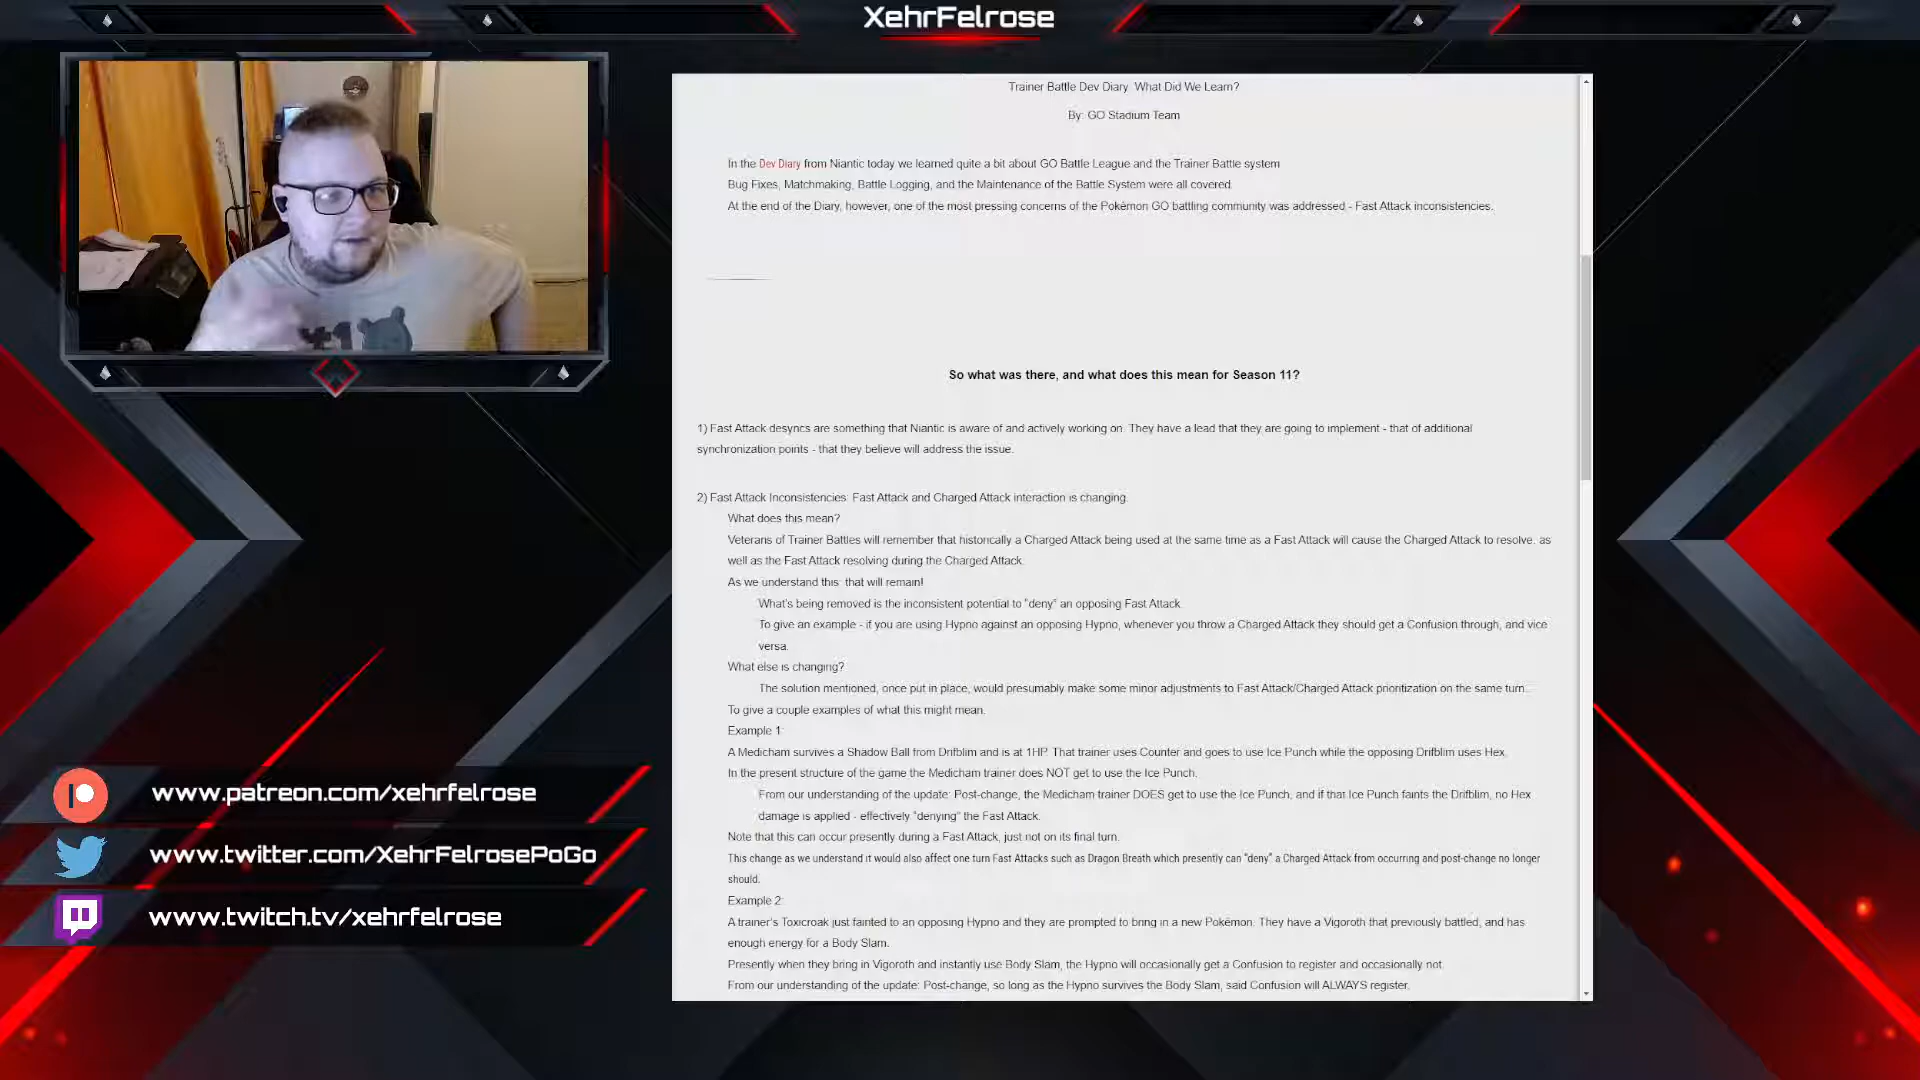 XehrFelrose
Trainer Battle Dev Diary: What Did We Learn?
By: GO Stadium Team
In the Dev Diary from Niantic today we learned quite a bit about GO Battle League and the Trainer Battle system
Bug Fixes, Matchmaking, Battle Logging, and the Maintenance of the Battle System were all covered.
At the end of the Diary, however, one of the most pressing concerns of the Pokémon GO battling community was addressed - Fast Attack inconsistencies.
So what was there, and what does this mean for Season 11?
1) Fast Attack desyncs are something that Niantic is aware of and actively working on. They have a lead that they are going to implement - that of additional
synchronization points - that they believe will address the issue.
2) Fast Attack Inconsistencies: Fast Attack and Charged Attack interaction is changing.
What does this mean?
Veterans of Trainer Battles will remember that historically a Charged Attack being used at the same time as a Fast Attack will cause the Charged Attack to resolve, as
well as the Fast Attack resolving during the Charged Attack.
As we understand this: that will remain!
What's being removed is the inconsistent potential to "deny" an opposing Fast Attack.
To give an example - if you are using Hypno against an opposing Hypno, whenever you throw a Charged Attack they should get a Confusion through, and vice
versa.
What else is changing?
The solution mentioned, once put in place, would presumably make some minor adjustments to Fast Attack/Charged Attack prioritization on the same turn...
To give a couple examples of what this might mean.
Example 1:
A Medicham survives a Shadow Ball from Drifblim and is at 1HP. That trainer uses Counter and goes to use Ice Punch while the opposing Drifblim uses Hex.
In the present structure of the game the Medicham trainer does NOT get to use the Ice Punch.
From our understanding of the update: Post-change, the Medicham trainer DOES get to use the Ice Punch, and if that Ice Punch faints the Drifblim, no Hex
damage is applied - effectively "denying" the Fast Attack.
Note that this can occur presently during a Fast Attack, just not on its final turn.
This change as we understand it would also affect one turn Fast Attacks such as Dragon Breath which presently can "deny" a Charged Attack from occurring and post-change no longer
should.
Example 2:
A trainer's Toxicroak just fainted to an opposing Hypno and they are prompted to bring in a new Pokémon. They have a Vigoroth that previously battled, and has
enough energy for a Body Slam.
Presently when they bring in Vigoroth and instantly use Body Slam, the Hypno will occasionally get a Confusion to register and occasionally not.
From our understanding of the update: Post-change, so long as the Hypno survives the Body Slam, said Confusion will ALWAYS register.
www.patreon.com/xehrfelrose
www.twitter.com/XehrFelrosePoGo
www.twitch.tv/xehrfelrose